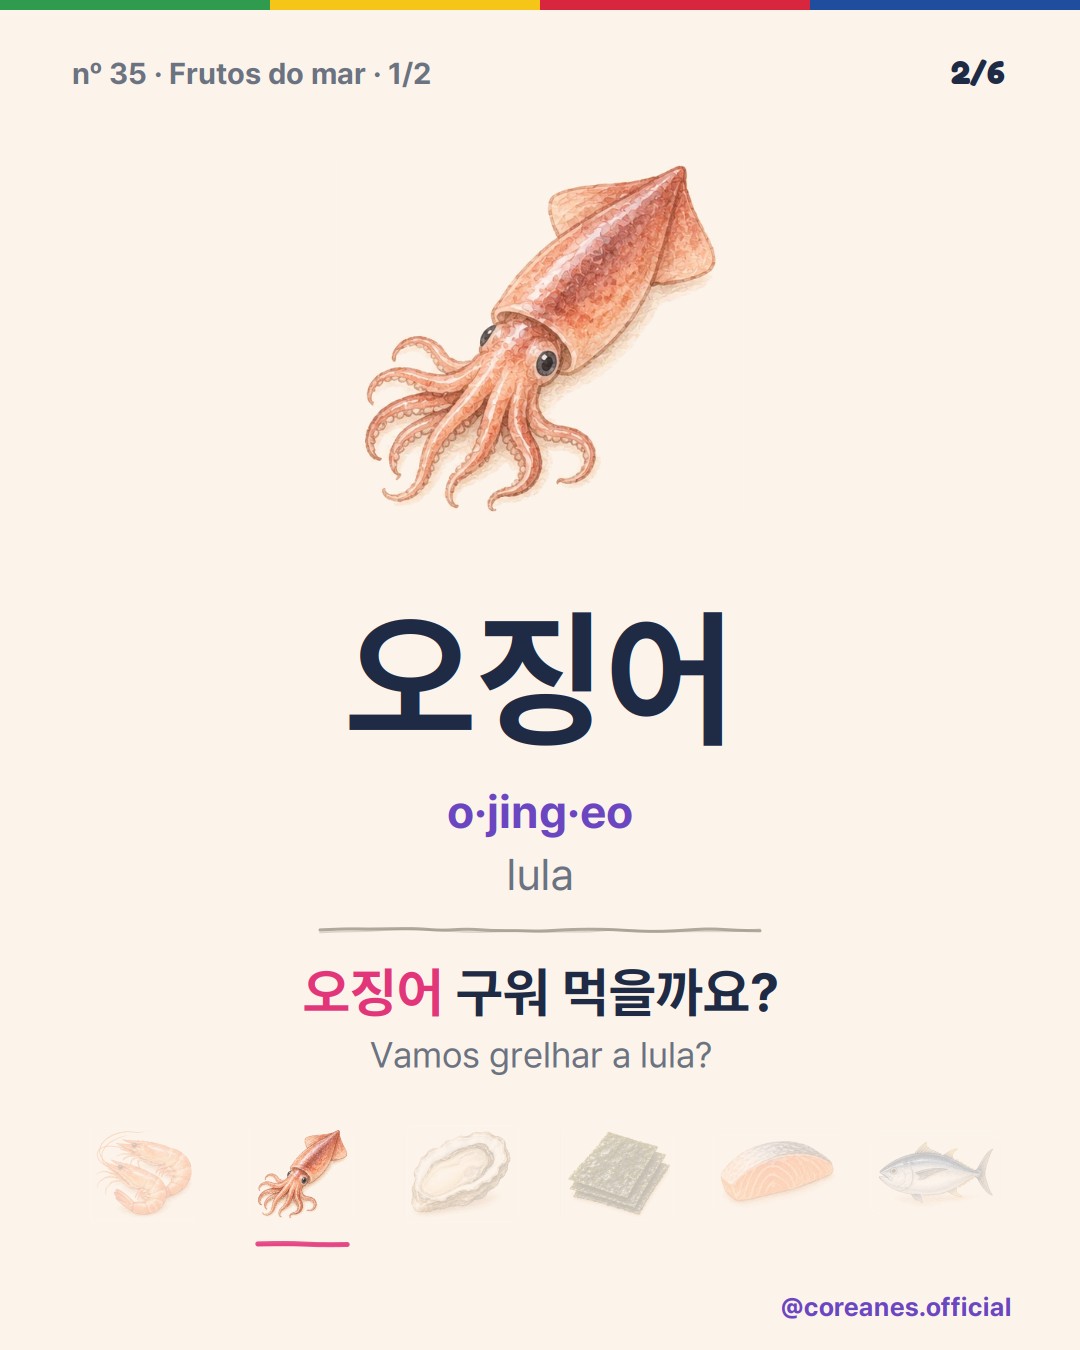 nº 35 · Frutos do mar · 1/2
2/6
오징어
o·jing·eo
lula
오징어 구워 먹을까요?
Vamos grelhar a lula?
@coreanes.official